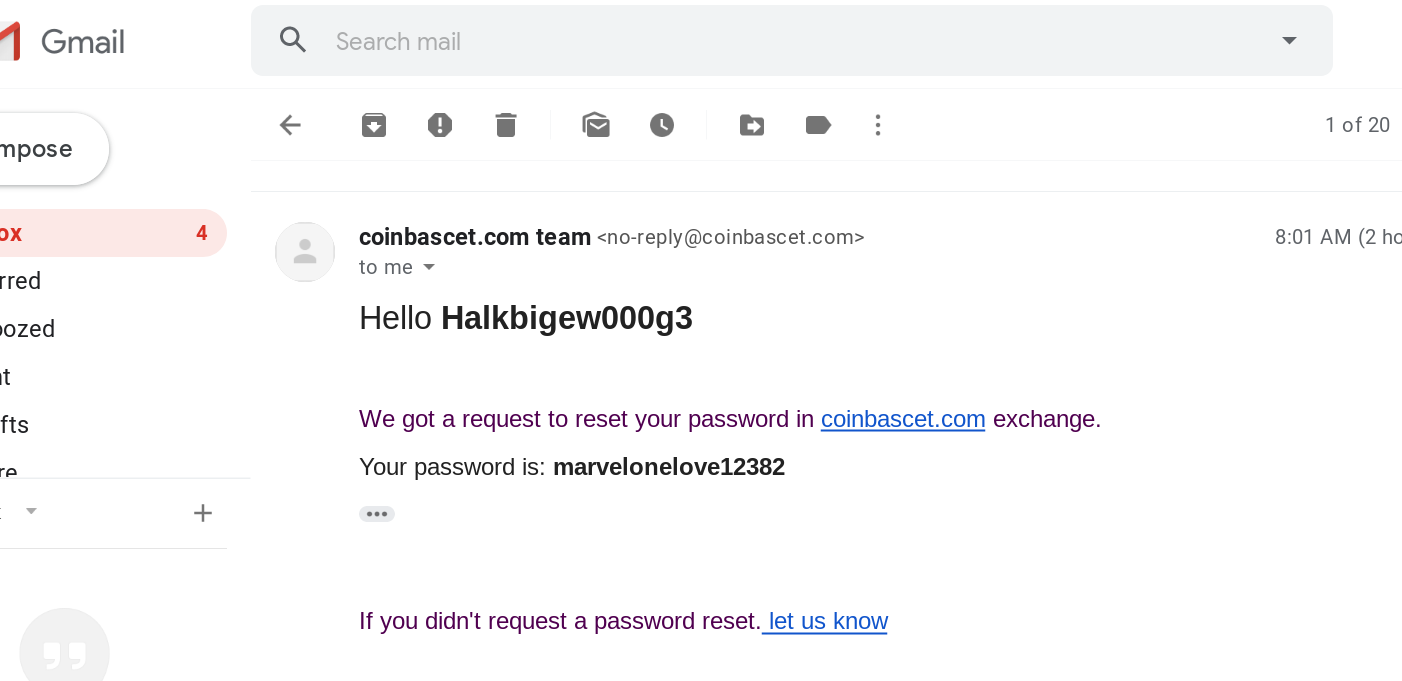 Gmail
Search mail
mpose
1 of 20
ox 4
rred
oozed
nt
fts
re
coinbascet.com team <no-reply@coinbascet.com>
8:01 AM (2 ho
to me
Hello Halkbigew000g3
We got a request to reset your password in coinbascet.com exchange.
Your password is: marvelonelove12382
If you didn't request a password reset. let us know